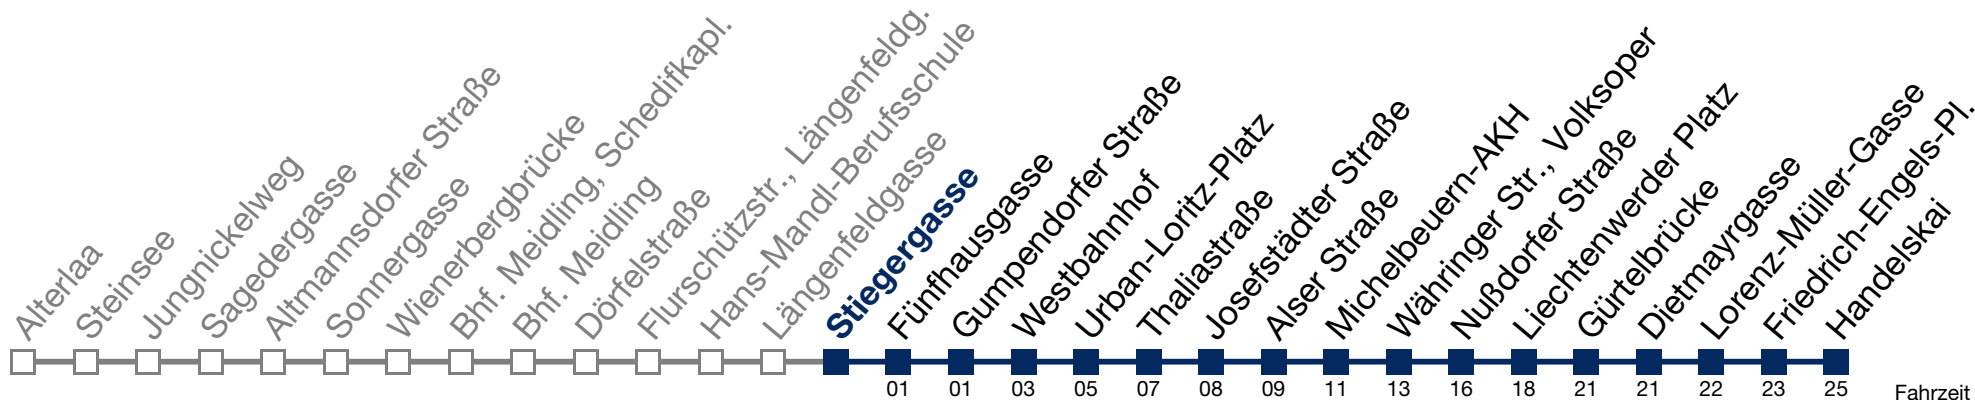 Alterlaa
Steinsee
Jungnickelweg
Sagedergasse
Altmannsdorfer Straße
Sonnergasse
Wienerbergbrücke
Bhf. Meidling, Schedifkapl.
Bhf. Meidling
Dörfelstraße
Flurschützstr., Längenfeldg.
Hans-Mandl-Berufsschule
Längenfeldgasse
Stiegergasse
Fünfhausgasse
Gumpendorfer Straße
Westbahnhof
Urban-Loritz-Platz
Thaliastraße
Josefstädter Straße
Alser Straße
Michelbeuern-AKH
Währinger Str., Volksoper
Nußdorfer Straße
Liechtenwerder Platz
Gürtelbrücke
Dietmayrgasse
Lorenz-Müller-Gasse
Friedrich-Engels-Pl.
Handelskai
01 01 03 05 07 08 09 11 13 16 18 21 21 22 23 25 Fahrzeit